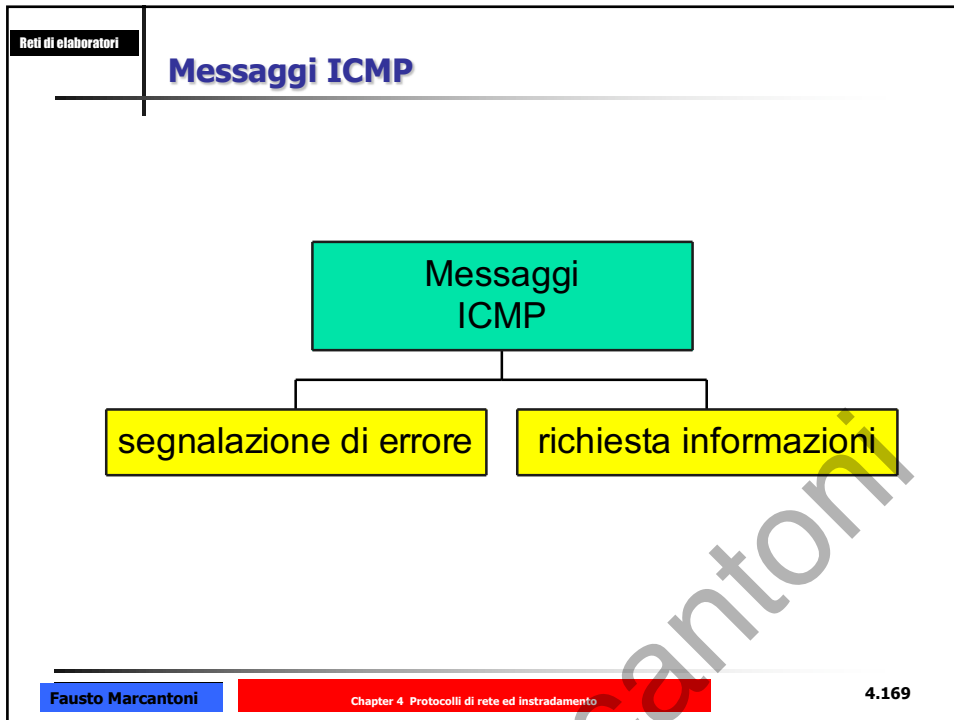 Reti di elaboratori
Messaggi ICMP
Messaggi
ICMP
segnalazione di errore
richiesta informazioni
Fausto Marcantoni
Chapter 4 Protocolli di rete ed instradamento
4.169